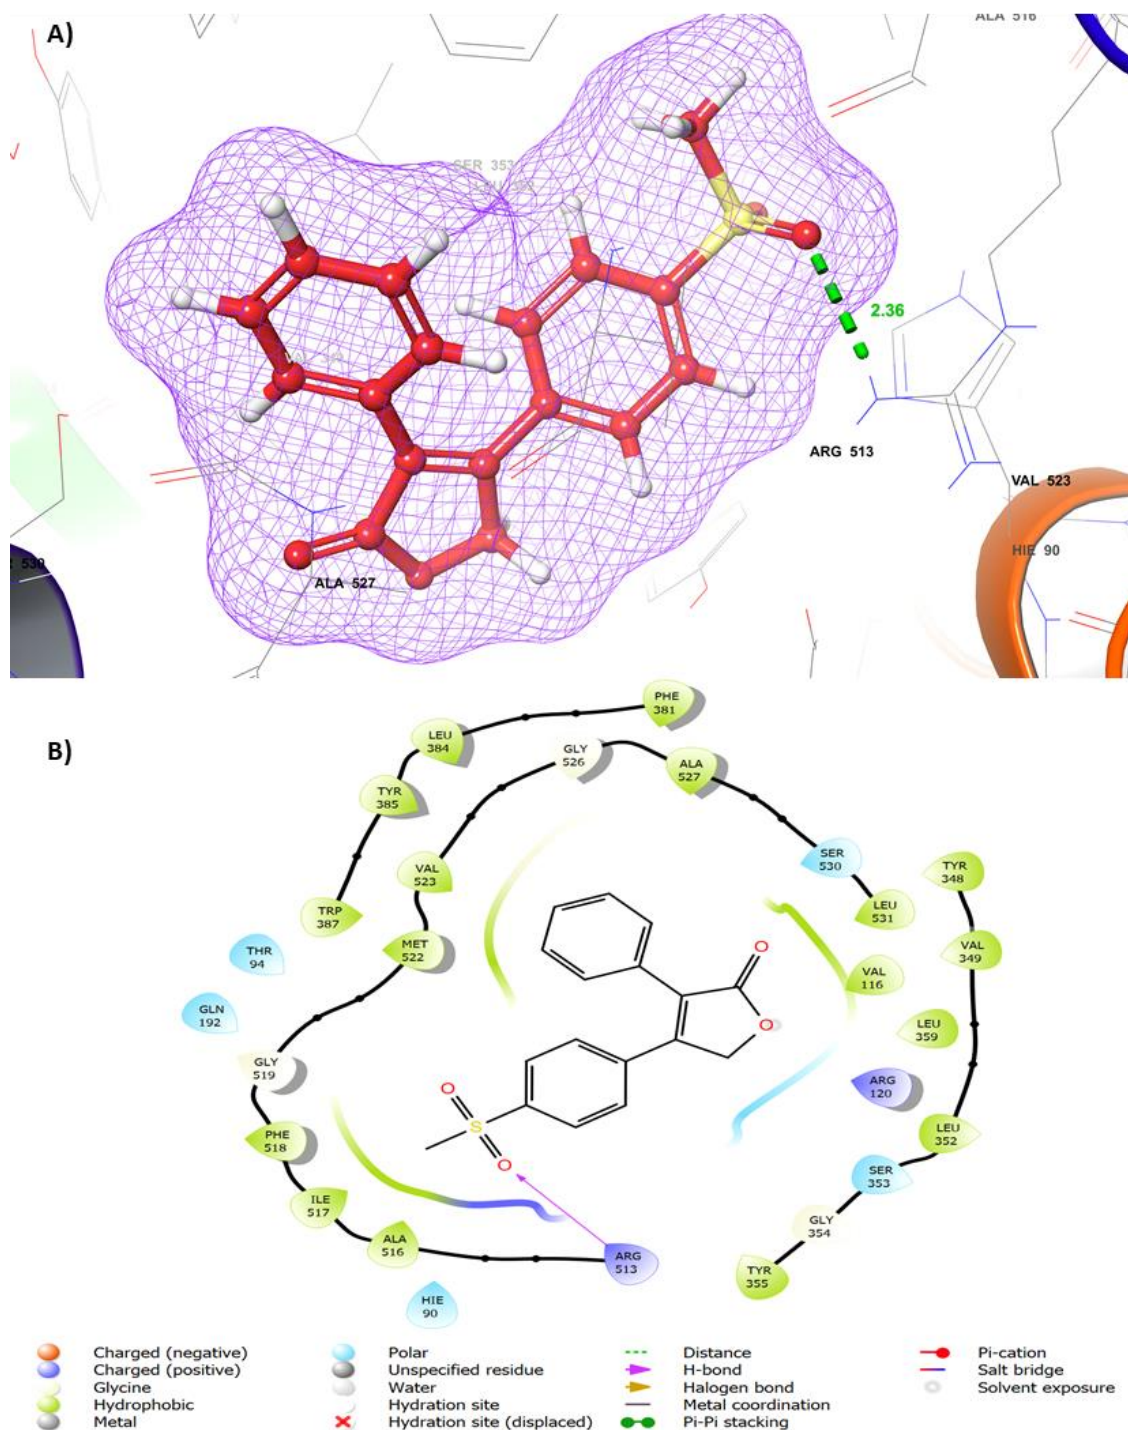 A)
ALA 516
SER 353
2.36
ARG 513
VAL 523
HIE 90
530
ALA 527
B)
PHE
381
LEU
384
GLY
526
ALA
527
TYR
385
SER
530
TYR
348
VAL
523
LEU
531
TRP
387
MET
522
VAL
349
THR
94
VAL
116
GLN
192
LEU
359
GLY
519
ARG
120
PHE
518
LEU
352
SER
353
ILE
517
GLY
354
ALA
516
ARG
513
TYR
355
HIE
90
O
O
O
S
O
Charged (negative)
Charged (positive)
Glycine
Hydrophobic
Metal
Polar
Unspecified residue
Water
Hydration site
Hydration site (displaced)
Distance
H-bond
Halogen bond
Metal coordination
Pi-Pi stacking
Pi-cation
Salt bridge
Solvent exposure